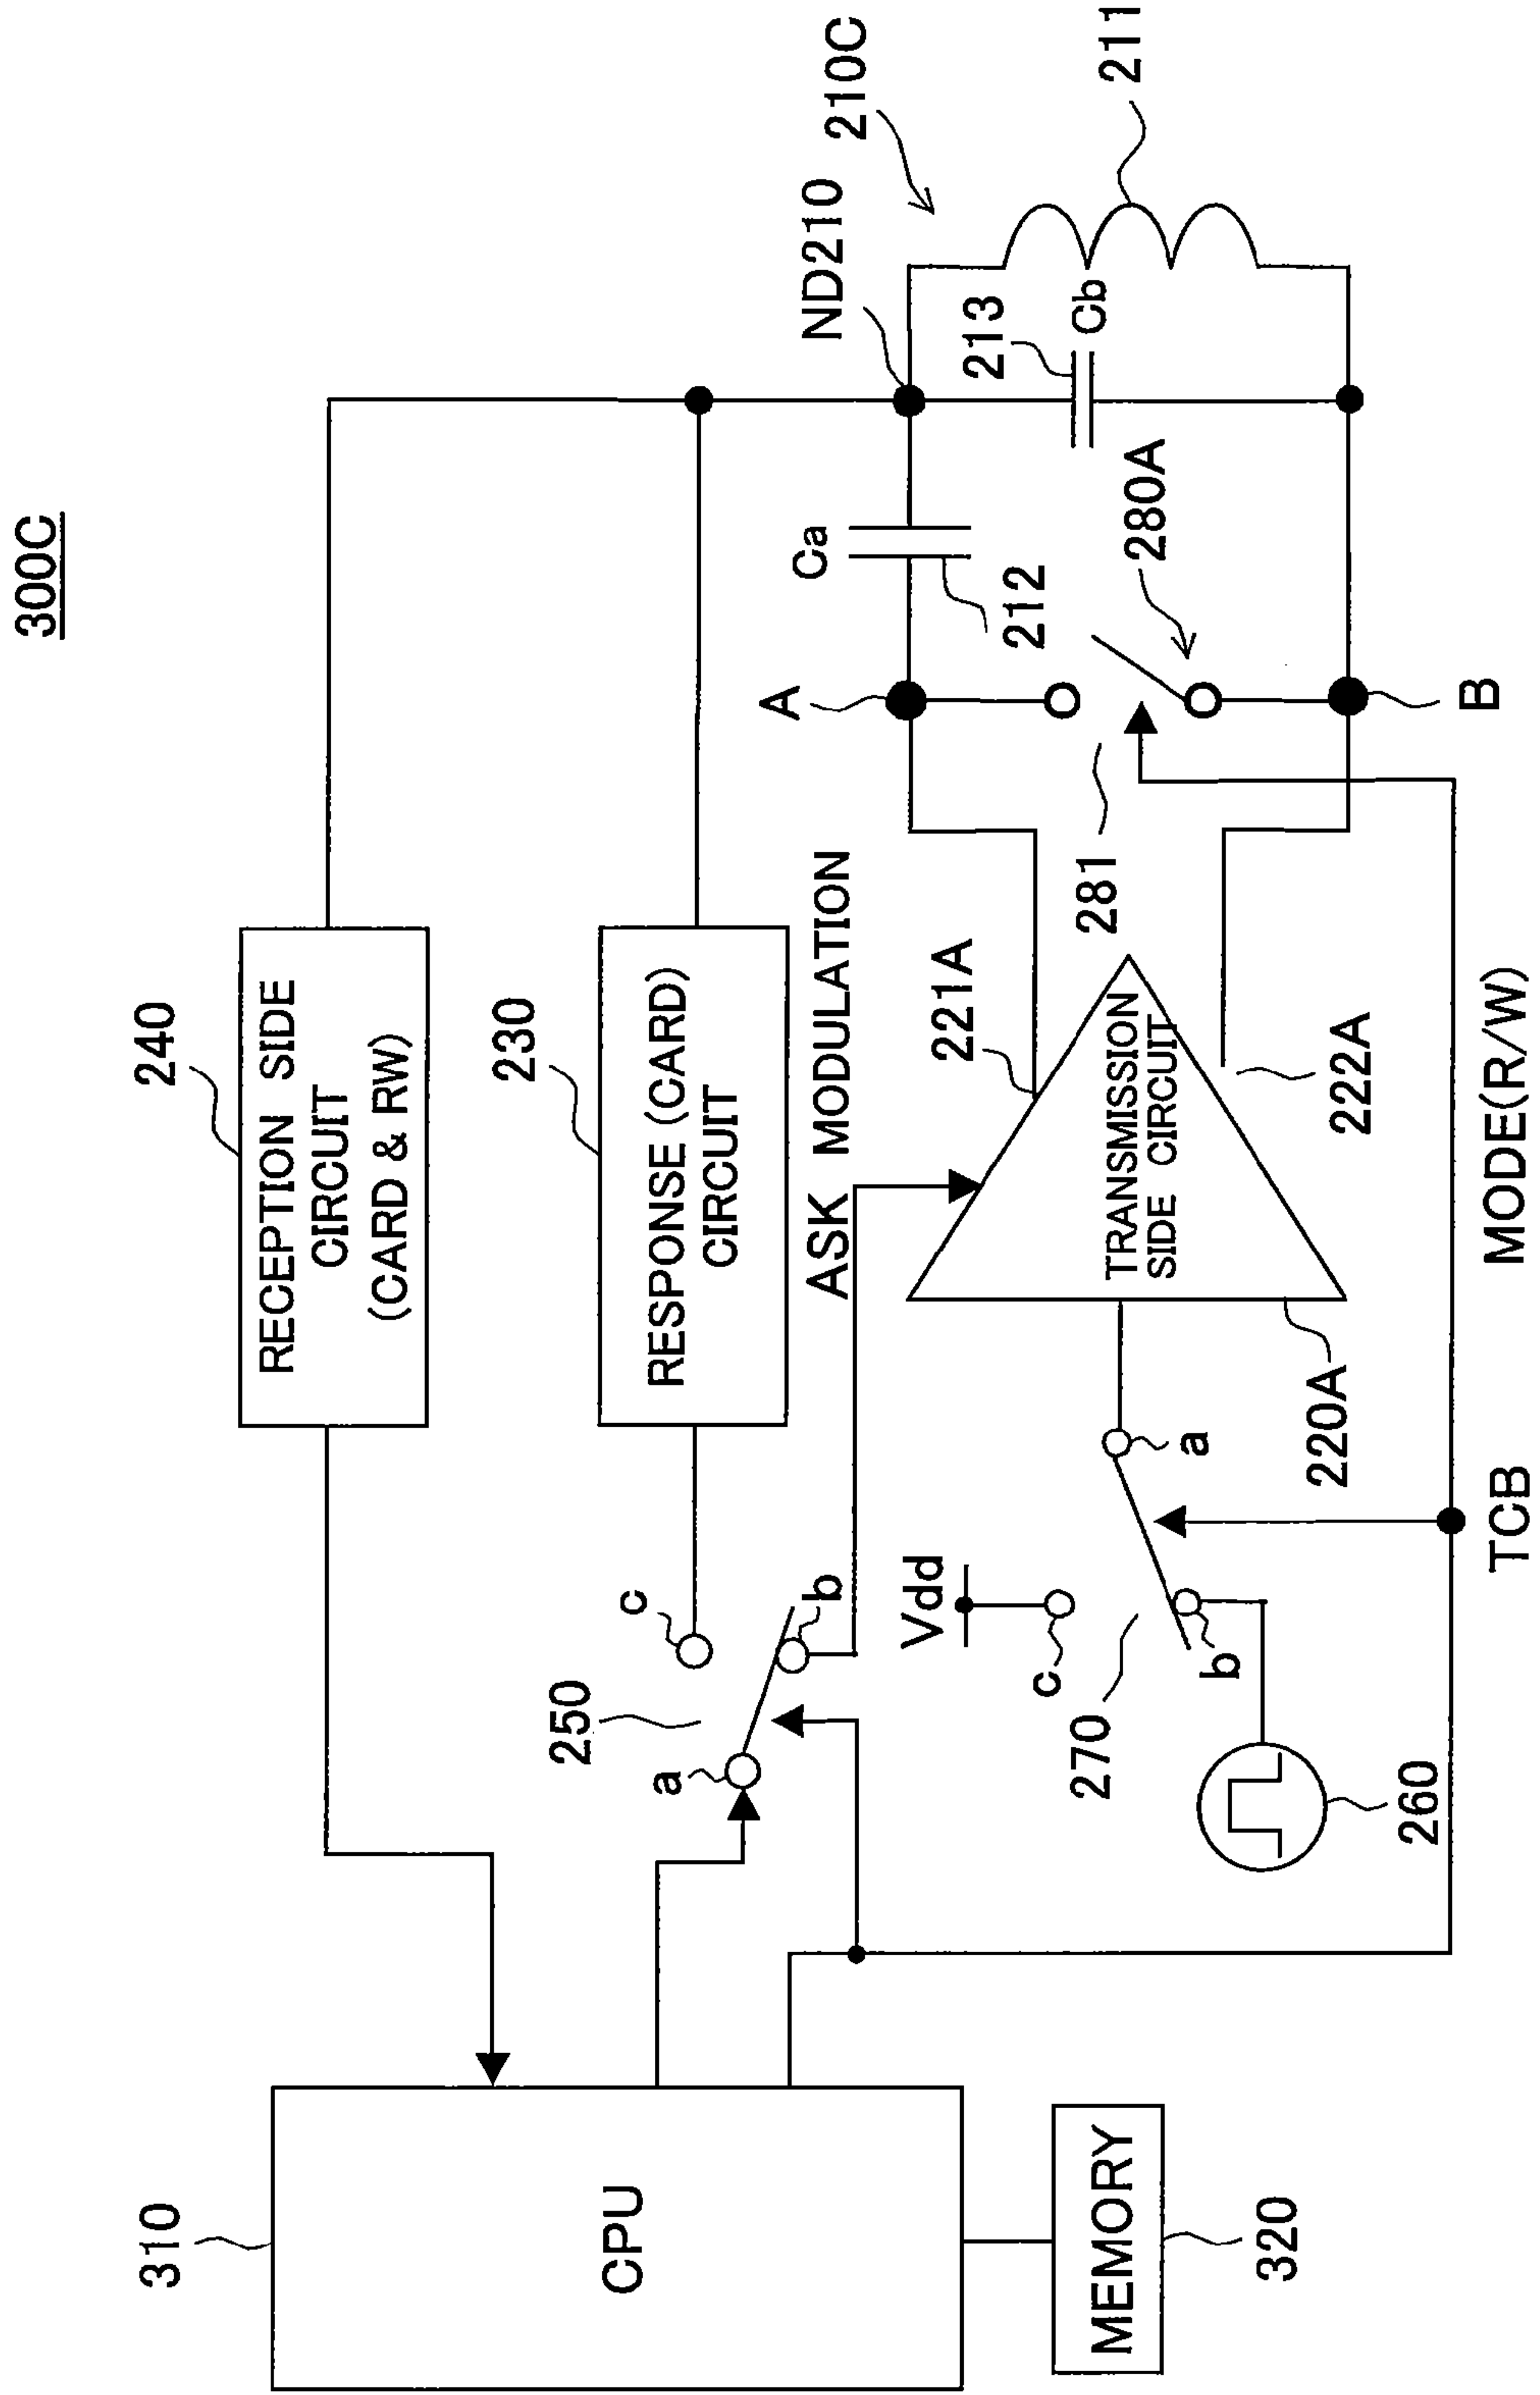 300C
240
RECEPTION SIDE
CIRCUIT
(CARD & RW)
310
CPU
MEMORY
320
230
RESPONSE (CARD)
CIRCUIT
250
a
b
c
ASK MODULATION
Vdd
c
b
a
270
260
220A
TRANSMISSION
SIDE CIRCUIT
221A
222A
TCB
MODE(R/W)
281
280A
A
B
Ca
212
ND210
213
Cb
210C
211